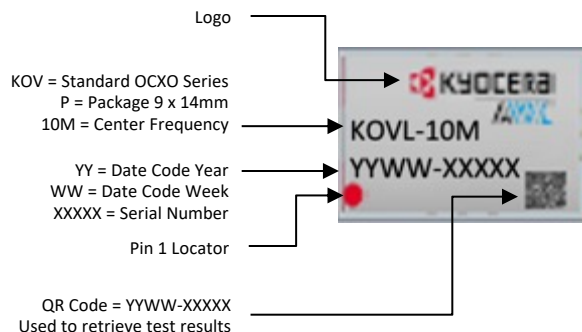 Logo
KOV = Standard OCXO Series
P = Package 9 x 14mm
10M = Center Frequency
YY = Date Code Year
WW = Date Code Week
XXXXX = Serial Number
Pin 1 Locator
QR Code = YYWW-XXXXX
Used to retrieve test results
KYOCERA
KOVL-10M
YYWW-XXXXX